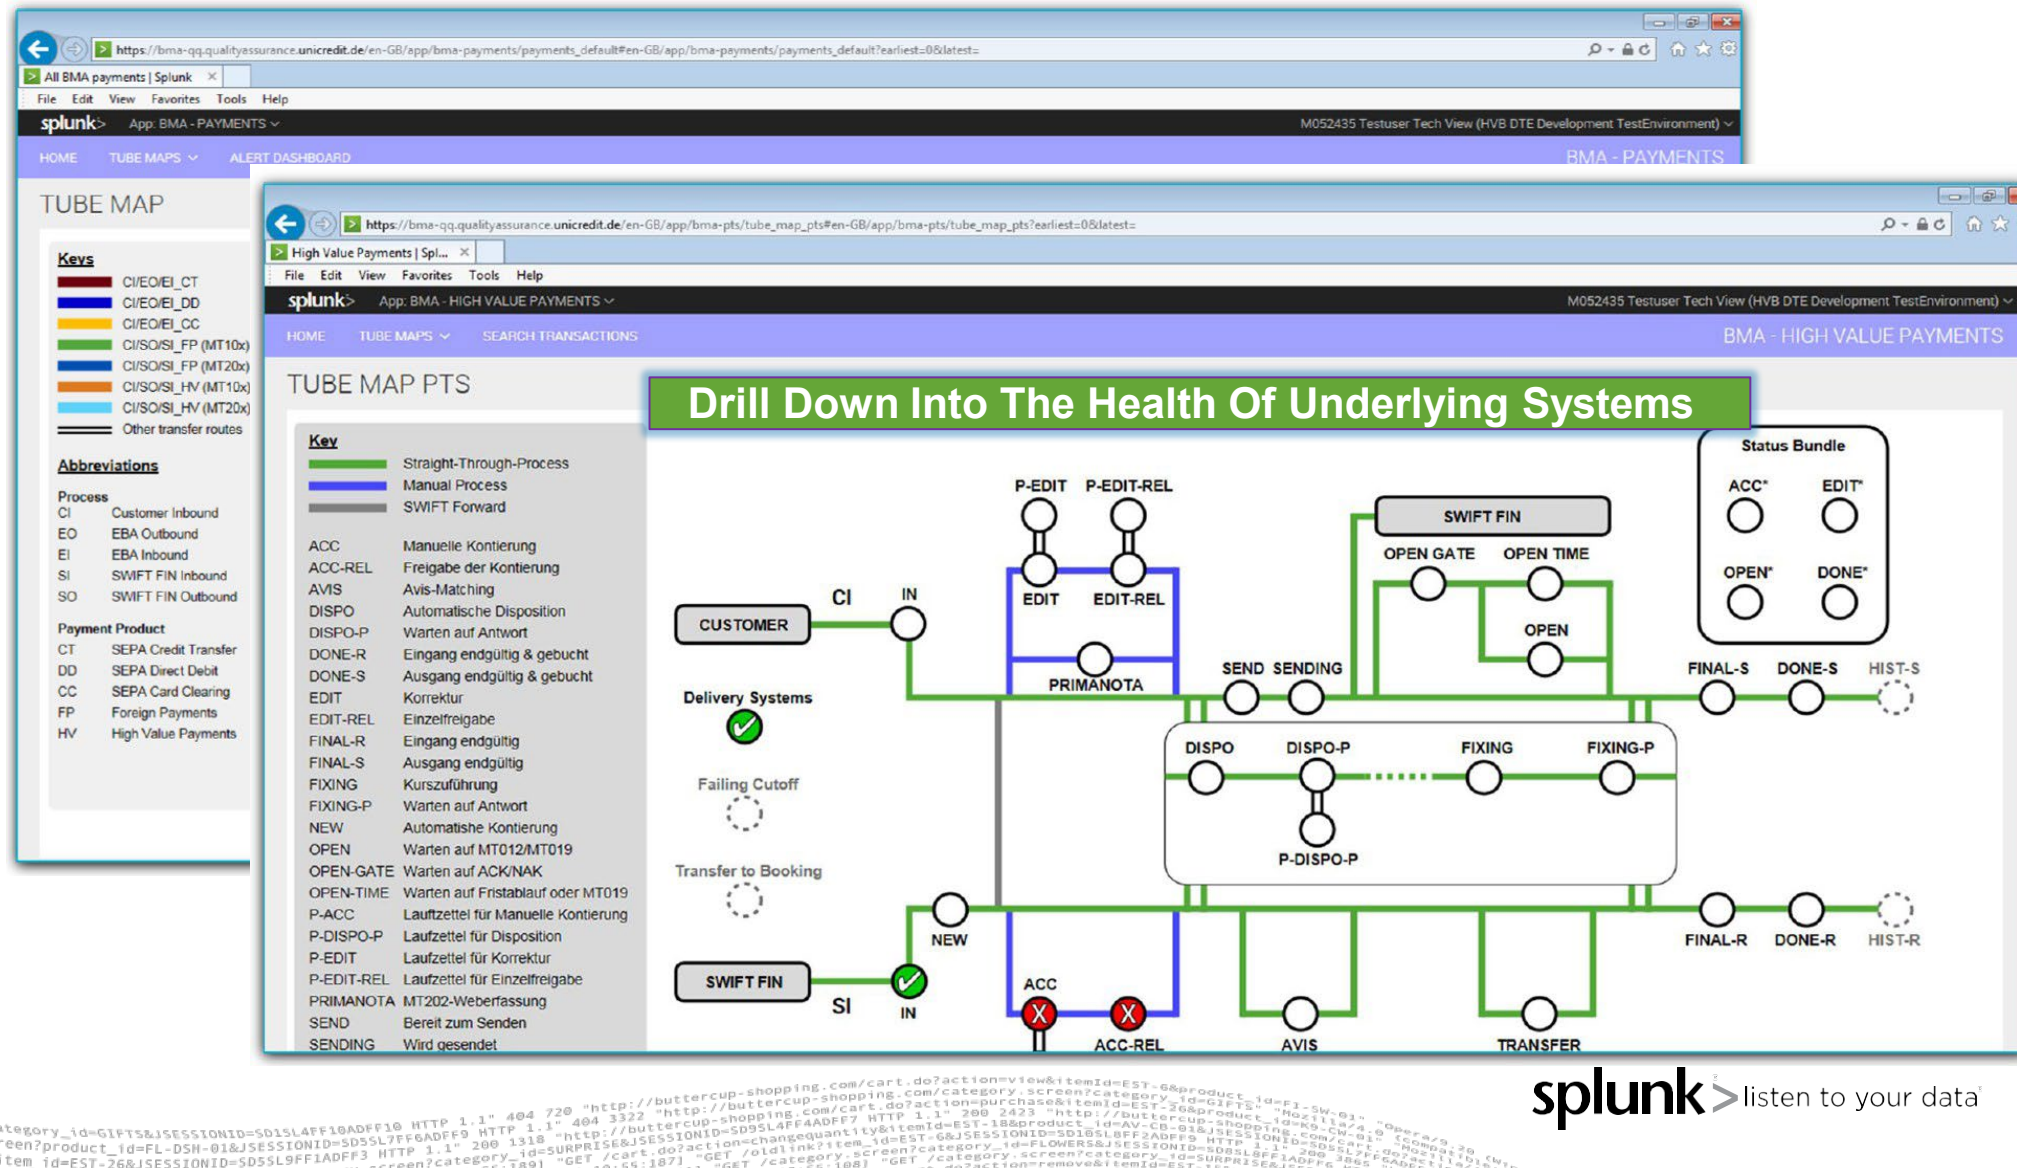 https://bma-qq.qualityassurance.unicredit.de/en-GB/app/bma-payments/payments_default#en-GB/app/bma-payments/payments_default?earliest=0&latest=
All BMA payments | Splunk
File Edit View Favorites Tools Help
splunk> App: BMA - PAYMENTS
M052435 Testuser Tech View (HVB DTE Development TestEnvironment)
HOME TUBE MAPS ALERT DASHBOARD
BMA - PAYMENTS
TUBE MAP
Keys
CI/EO/EI_CT
CI/EO/EI_DD
CI/EO/EI_CC
CI/SO/SI_FP (MT10x)
CI/SO/SI_FP (MT20x)
CI/SO/SI_HV (MT10x)
CI/SO/SI_HV (MT20x)
Other transfer routes
Abbreviations
Process
CI Customer Inbound
EO EBA Outbound
EI EBA Inbound
SI SWIFT FIN Inbound
SO SWIFT FIN Outbound
Payment Product
CT SEPA Credit Transfer
DD SEPA Direct Debit
CC SEPA Card Clearing
FP Foreign Payments
HV High Value Payments
https://bma-qq.qualityassurance.unicredit.de/en-GB/app/bma-pts/tube_map_pts#en-GB/app/bma-pts/tube_map_pts?earliest=0&latest=
High Value Payments | Spl...
File Edit View Favorites Tools Help
splunk> App: BMA - HIGH VALUE PAYMENTS
M052435 Testuser Tech View (HVB DTE Development TestEnvironment)
HOME TUBE MAPS SEARCH TRANSACTIONS
BMA - HIGH VALUE PAYMENTS
TUBE MAP PTS
Drill Down Into The Health Of Underlying Systems
Key
Straight-Through-Process
Manual Process
SWIFT Forward
ACC Manuelle Kontierung
ACC-REL Freigabe der Kontierung
AVIS Avis-Matching
DISPO Automatische Disposition
DISPO-P Warten auf Antwort
DONE-R Eingang endgültig & gebucht
DONE-S Ausgang endgültig & gebucht
EDIT Korrektur
EDIT-REL Einzelfreigabe
FINAL-R Eingang endgültig
FINAL-S Ausgang endgültig
FIXING Kurszuführung
FIXING-P Warten auf Antwort
NEW Automatishe Kontierung
OPEN Warten auf MT012/MT019
OPEN-GATE Warten auf ACK/NAK
OPEN-TIME Warten auf Fristablauf oder MT019
P-ACC Lauftzettel für Manuelle Kontierung
P-DISPO-P Laufzettel für Disposition
P-EDIT Laufzettel für Korrektur
P-EDIT-REL Laufzettel für Einzelfreigabe
PRIMANOTA MT202-Weberfassung
SEND Bereit zum Senden
SENDING Wird gesendet
Status Bundle
ACC* EDIT*
OPEN* DONE*
P-EDIT P-EDIT-REL
SWIFT FIN
OPEN GATE OPEN TIME
CUSTOMER CI IN
EDIT EDIT-REL
OPEN
PRIMANOTA
SEND SENDING
FINAL-S DONE-S HIST-S
Delivery Systems
DISPO DISPO-P FIXING FIXING-P
Failing Cutoff
P-DISPO-P
Transfer to Booking
NEW
FINAL-R DONE-R HIST-R
SWIFT FIN SI IN
ACC
X X
ACC-REL AVIS TRANSFER
splunk> listen to your data